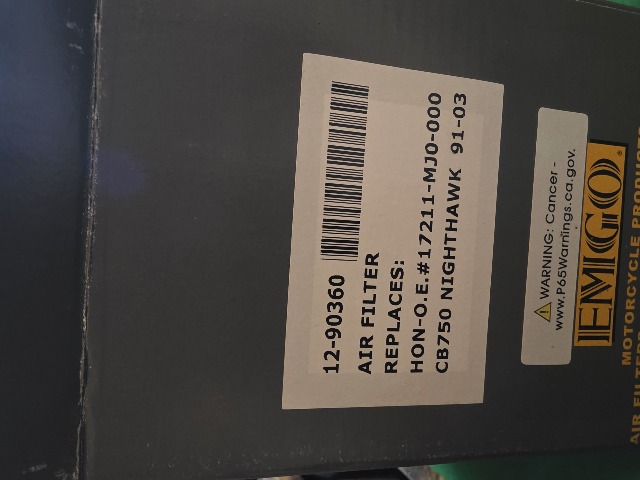 12-90360
AIR FILTER
REPLACES:
HON-O.E.#17211-MJ0-000
CB750 NIGHTHAWK 91-03
WARNING: Cancer -
www.P65Warnings.ca.gov.
EMGO
MOTORCYCLE
AIR